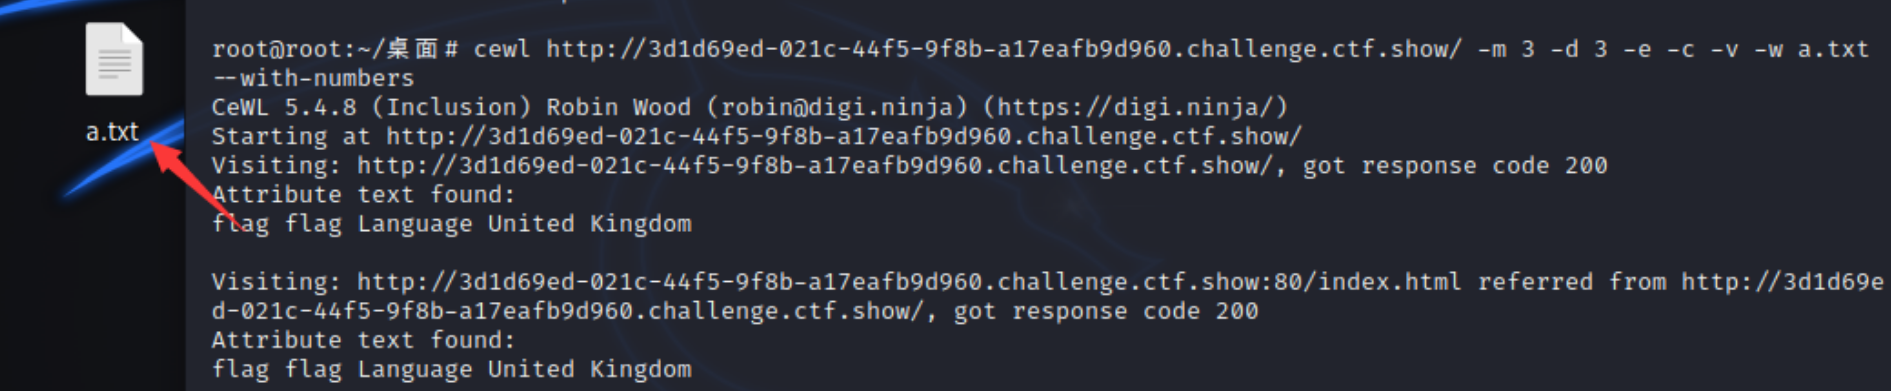 root@root:~/桌面# cewl http://3d1d69ed-021c-44f5-9f8b-a17eafb9d960.challenge.ctf.show/ -m 3 -d 3 -e -c -v -w a.txt
--with-numbers
CeWL 5.4.8 (Inclusion) Robin Wood (robin@digi.ninja) (https://digi.ninja/)
a.txt
Starting at http://3d1d69ed-021c-44f5-9f8b-a17eafb9d960.challenge.ctf.show/
Visiting: http://3d1d69ed-021c-44f5-9f8b-a17eafb9d960.challenge.ctf.show/, got response code 200
Attribute text found:
flag flag Language United Kingdom
Visiting: http://3d1d69ed-021c-44f5-9f8b-a17eafb9d960.challenge.ctf.show:80/index.html referred from http://3d1d69e
d-021c-44f5-9f8b-a17eafb9d960.challenge.ctf.show/, got response code 200
Attribute text found:
flag flag Language United Kingdom